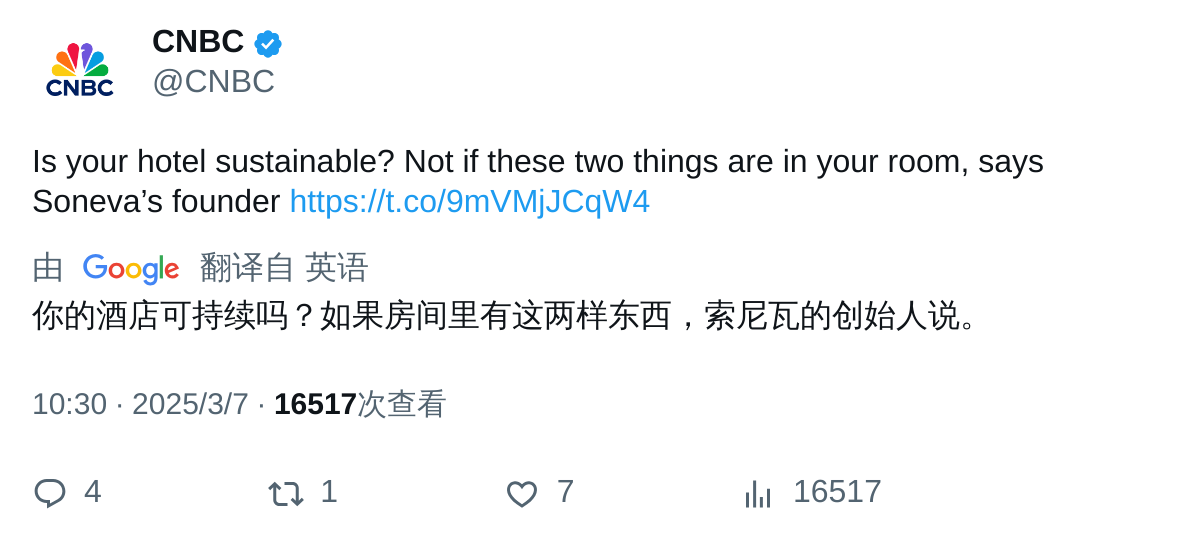 CNBC
CNBC
@CNBC
Is your hotel sustainable? Not if these two things are in your room, says
Soneva’s founder https://t.co/9mVMjJCqW4
由 Google 翻译自 英语
你的酒店可持续吗？如果房间里有这两样东西，索尼瓦的创始人说。
10:30 · 2025/3/7 · 16517次查看
4 1 7 16517